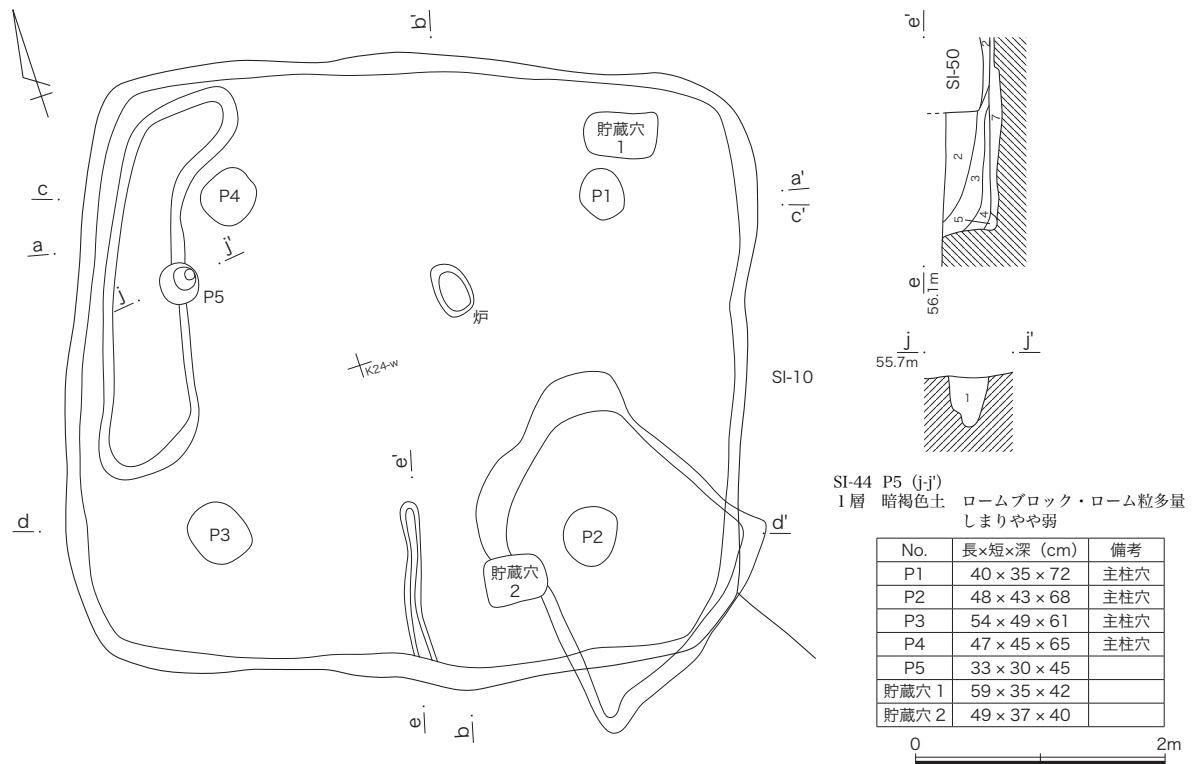 b'
貯蔵穴
1
c
P4
P1
a'
c'
a
j'
j
P5
炉
K24-w
SI-10
e'
d
P3
P2
d'
貯蔵穴
2
e
b
e'
SI-50
2
7
2
3
5
4
e
56.1m
j
j'
55.7m
1
SI-44 P5（j-j'）
1層 暗褐色土 ロームブロック・ローム粒多量
しまりやや弱
No. 長×短×深（cm） 備考
P1 40 × 35 × 72 主柱穴
P2 48 × 43 × 68 主柱穴
P3 54 × 49 × 61 主柱穴
P4 47 × 45 × 65 主柱穴
P5 33 × 30 × 45
貯蔵穴 1 59 × 35 × 42
貯蔵穴 2 49 × 37 × 40
0 2m